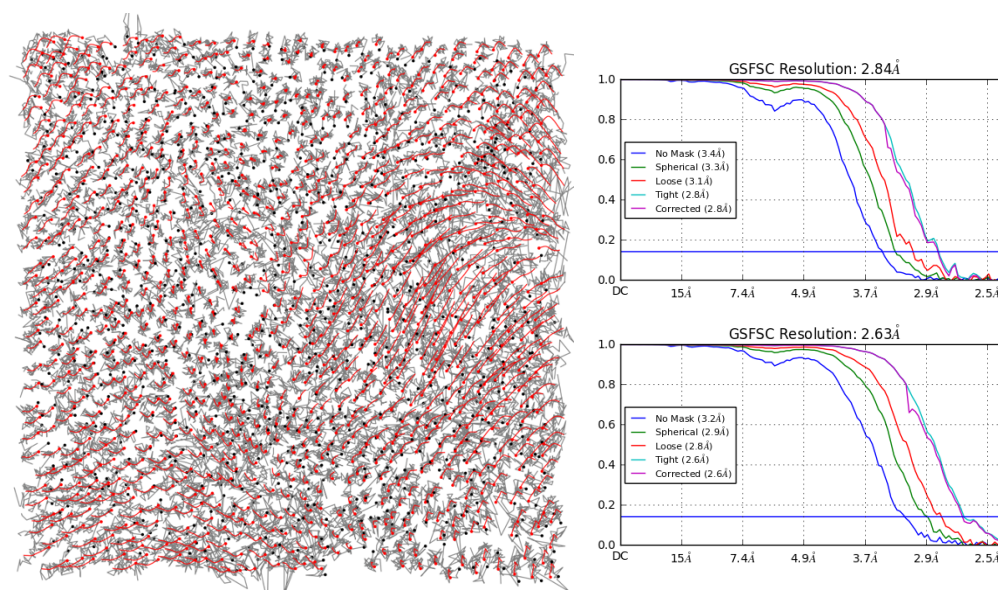 GSFSC Resolution: 2.84Å
1.0
0.8
0.6
0.4
0.2
0.0
No Mask (3.4Å)
Spherical (3.3Å)
Loose (3.1Å)
Tight (2.8Å)
Corrected (2.8Å)
DC 15Å 7.4Å 4.9Å 3.7Å 2.9Å 2.5Å
GSFSC Resolution: 2.63Å
1.0
0.8
0.6
0.4
0.2
0.0
No Mask (3.2Å)
Spherical (2.9Å)
Loose (2.8Å)
Tight (2.6Å)
Corrected (2.6Å)
DC 15Å 7.4Å 4.9Å 3.7Å 2.9Å 2.5Å